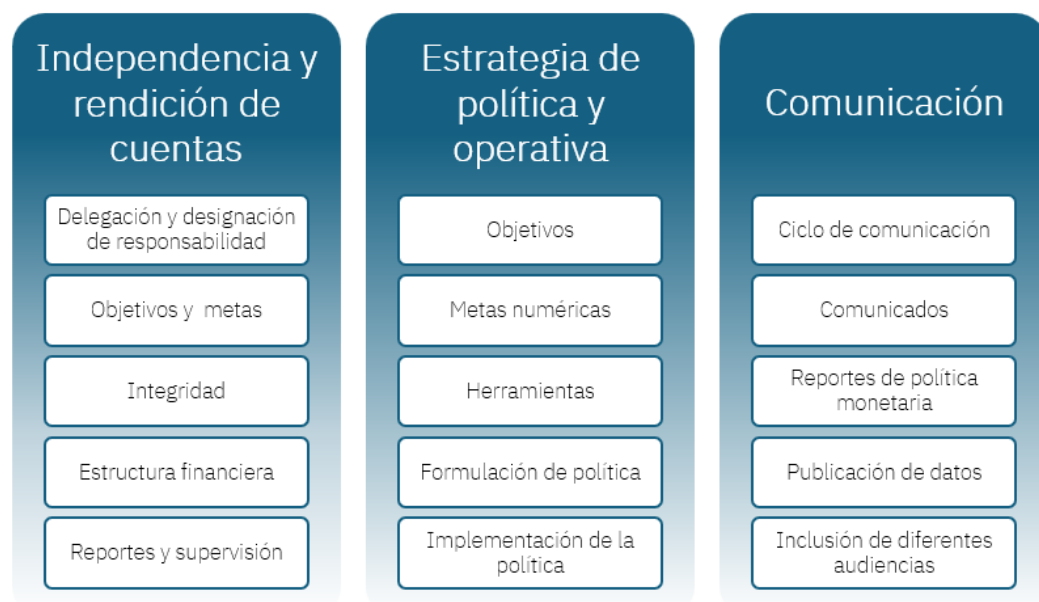 Independencia y
rendición de
cuentas
Delegación y designación
de responsabilidad
Objetivos y  metas
Integridad
Estructura financiera
Reportes y supervisión
Estrategia de
política y
operativa
Objetivos
Metas numéricas
Herramientas
Formulación de política
Implementación de la
política
Comunicación
Ciclo de comunicación
Comunicados
Reportes de política
monetaria
Publicación de datos
Inclusión de diferentes
audiencias